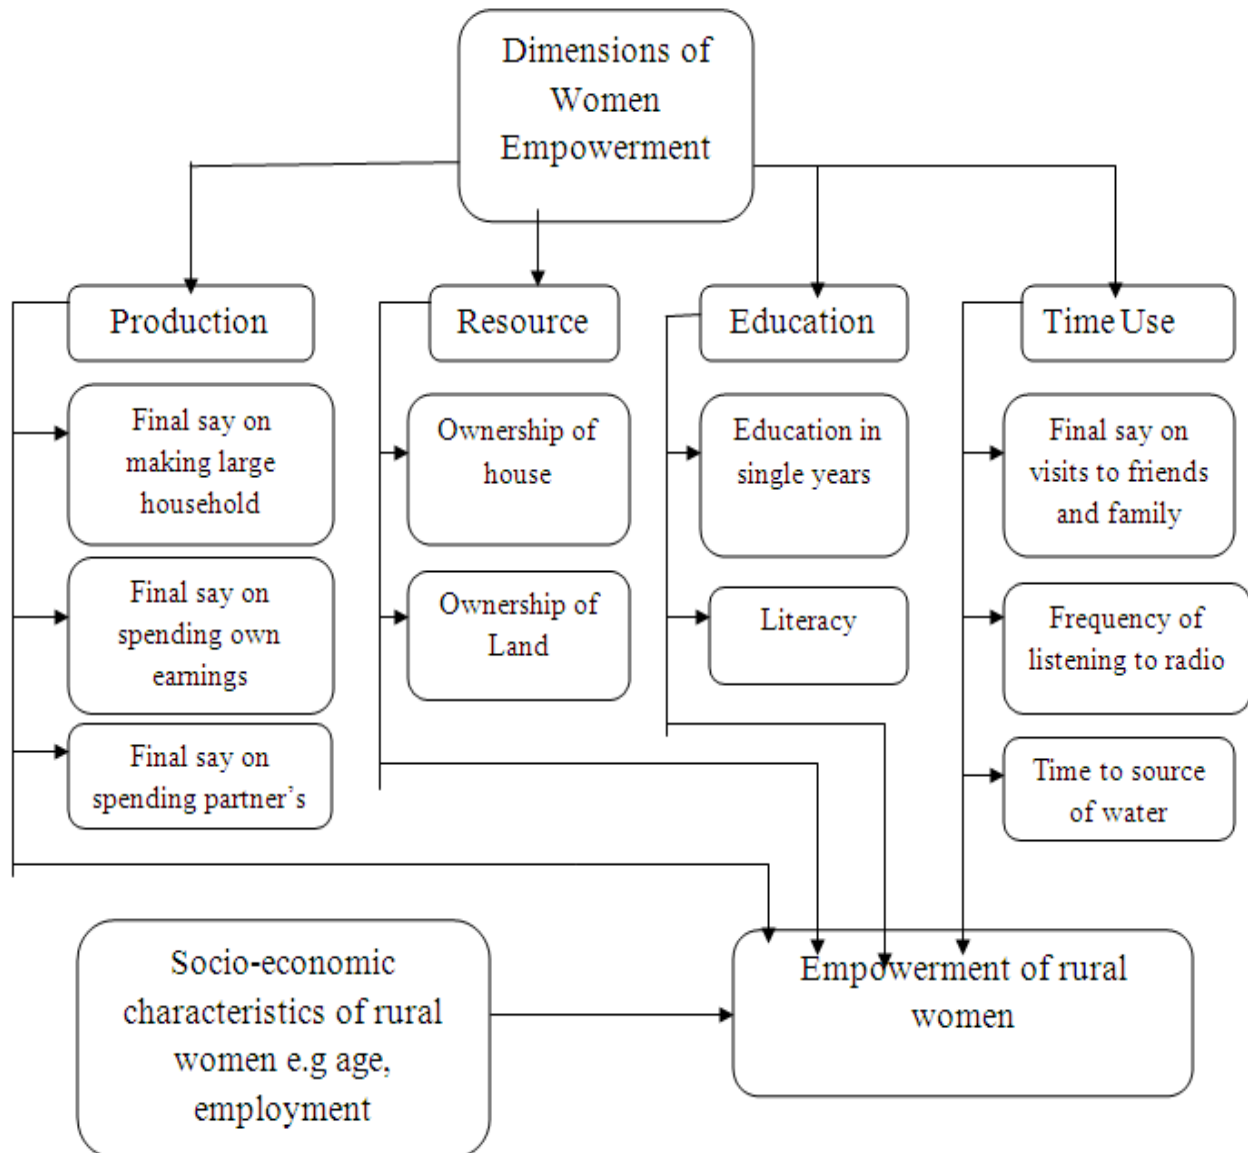 Dimensions of
Women
Empowerment
Production
Resource
Education
Time Use
Final say on
making large
household
Final say on
spending own
earnings
Final say on
spending partner’s
Ownership of
house
Ownership of
Land
Education in
single years
Literacy
Final say on
visits to friends
and family
Frequency of
listening to radio
Time to source
of water
Socio-economic
characteristics of rural
women e.g age,
employment
Empowerment of rural
women